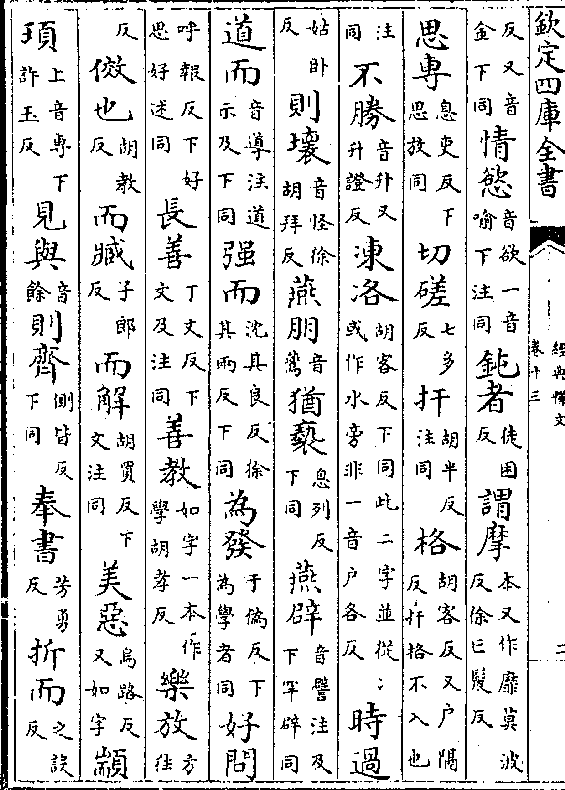 欽定四庫全書
經典釋文
卷十三
二
反又音金下同情慾音欲一音喻下注同鈍者徒困反謂摩本又作靡莫波反徐亡髲反
思専息吏反下思放同切磋七多反扞胡半反注同格胡客反又户隔反扞格不入也
注同不勝音升又升證反涷洛胡客反下同此二字並從冫或作水旁非一音户各反時過
姑卧反則壞音怪徐胡拜反燕朋音鷰猶褻息列反下同燕辟音譬注及下罕辟同
道而音導注道示及下同强而沈其良反徐其兩反下同為發于偽反下為學者同好問
呼報反下好思好述同長善丁丈反下文及注同善教如字一本作學胡孝反樂放方往
反傚也胡教反而臧子郎反而解胡買反下文注同美惡烏路反又如字顓
頊上音專下許玉反見與音餘則齊側皆反下同奉書芳勇反折而之設反